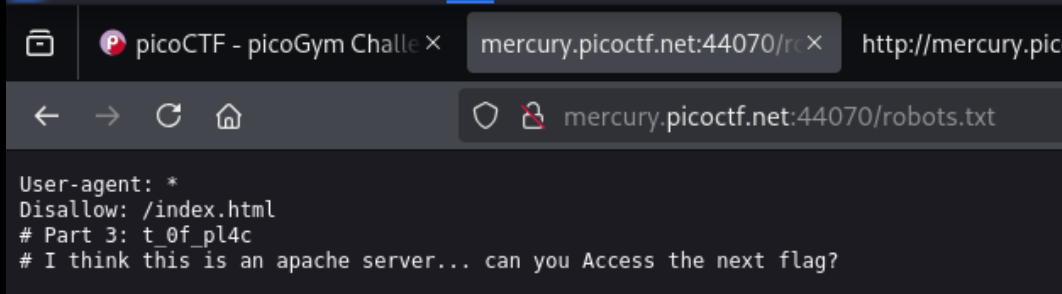 picoCTF - picoGym Challe
mercury.picoctf.net:44070/r
http://mercury.pic
mercury.picoctf.net:44070/robots.txt
User-agent: *
Disallow: /index.html
# Part 3: t_0f_pl4c
# I think this is an apache server... can you Access the next flag?